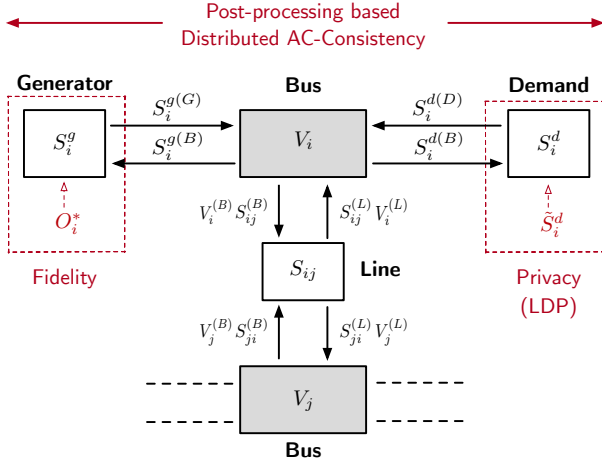 Post-processing based
Distributed AC-Consistency
Generator
Bus
Demand
S_i^g
S_i^{g(G)}
S_i^{g(B)}
V_i
S_i^{d(D)}
S_i^{d(B)}
S_i^d
O_i^*
\tilde{S}_i^d
Fidelity
Privacy
(LDP)
V_i^{(B)} S_{ij}^{(B)}
S_{ij}^{(L)} V_i^{(L)}
S_{ij}
Line
V_j^{(B)} S_{ji}^{(B)}
S_{ji}^{(L)} V_j^{(L)}
V_j
Bus